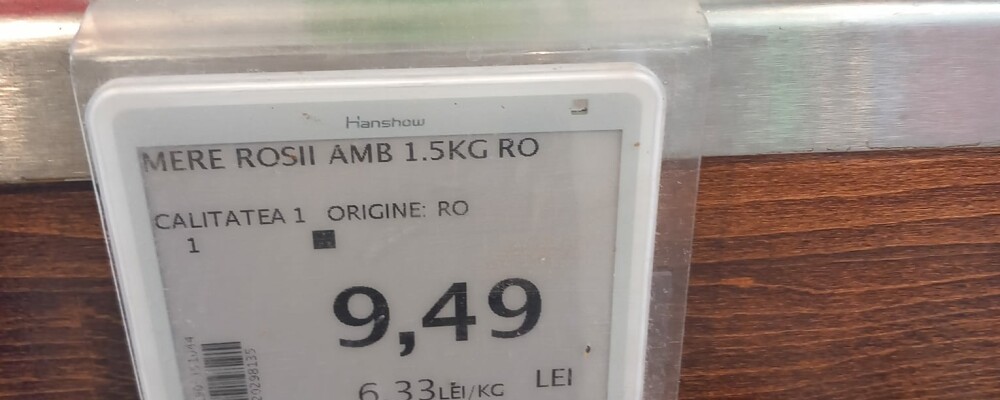 Hanshow
MERE ROSII AMB 1.5KG RO
CALITATEA 1 ORIGINE: RO
1
9,49
6,33LEI/KG
LEI